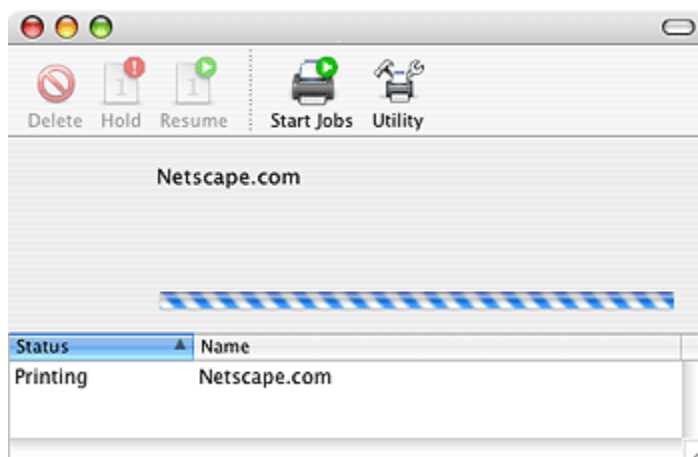 Delete Hold Resume Start Jobs Utility
Netscape.com
Status Name
Printing Netscape.com